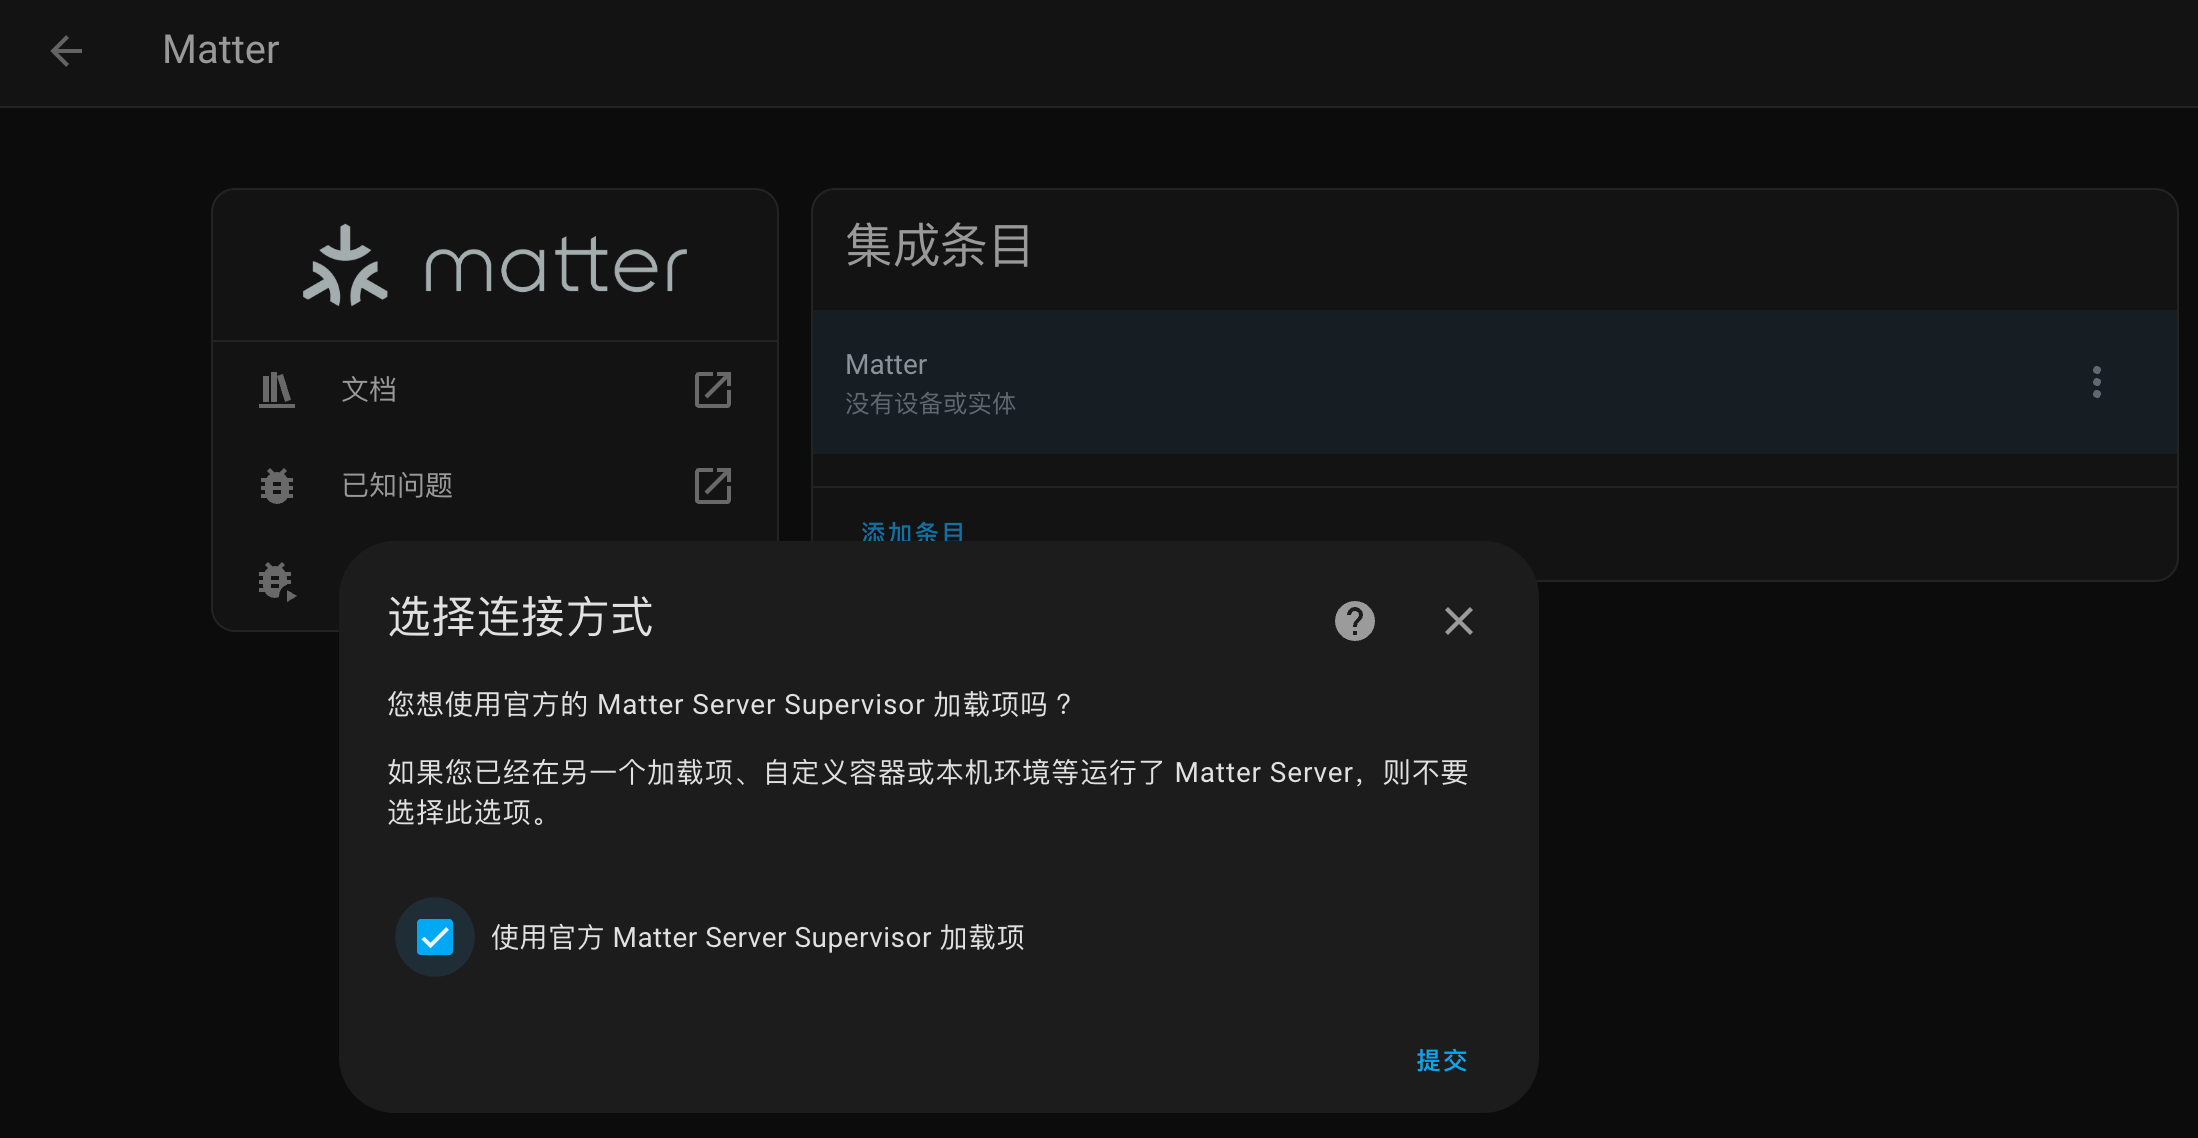 Matter
matter
文档
已知问题
集成条目
Matter
没有设备或实体
添加条目
选择连接方式
您想使用官方的 Matter Server Supervisor 加载项吗？
如果您已经在另一个加载项、自定义容器或本机环境等运行了 Matter Server，则不要
选择此选项。
使用官方 Matter Server Supervisor 加载项
提交